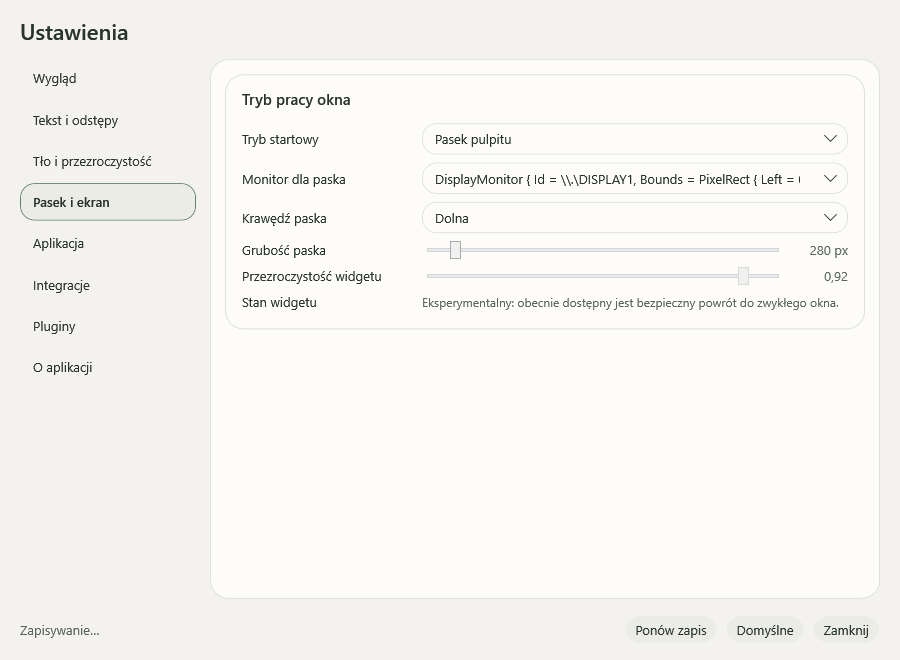 Ustawienia
Wygląd
Tekst i odstępy
Tło i przezroczystość
Pasek i ekran
Aplikacja
Integracje
Pluginy
O aplikacji
Tryb pracy okna
Tryb startowy
Pasek pulpitu
Monitor dla paska
DisplayMonitor { Id = \\.\DISPLAY1, Bounds = PixelRect { Left =
Krawędź paska
Dolna
Grubość paska
280 px
Przezroczystość widgetu
0,92
Stan widgetu
Eksperymentalny: obecnie dostępny jest bezpieczny powrót do zwykłego okna.
Zapisywanie...
Ponów zapis
Domyślne
Zamknij